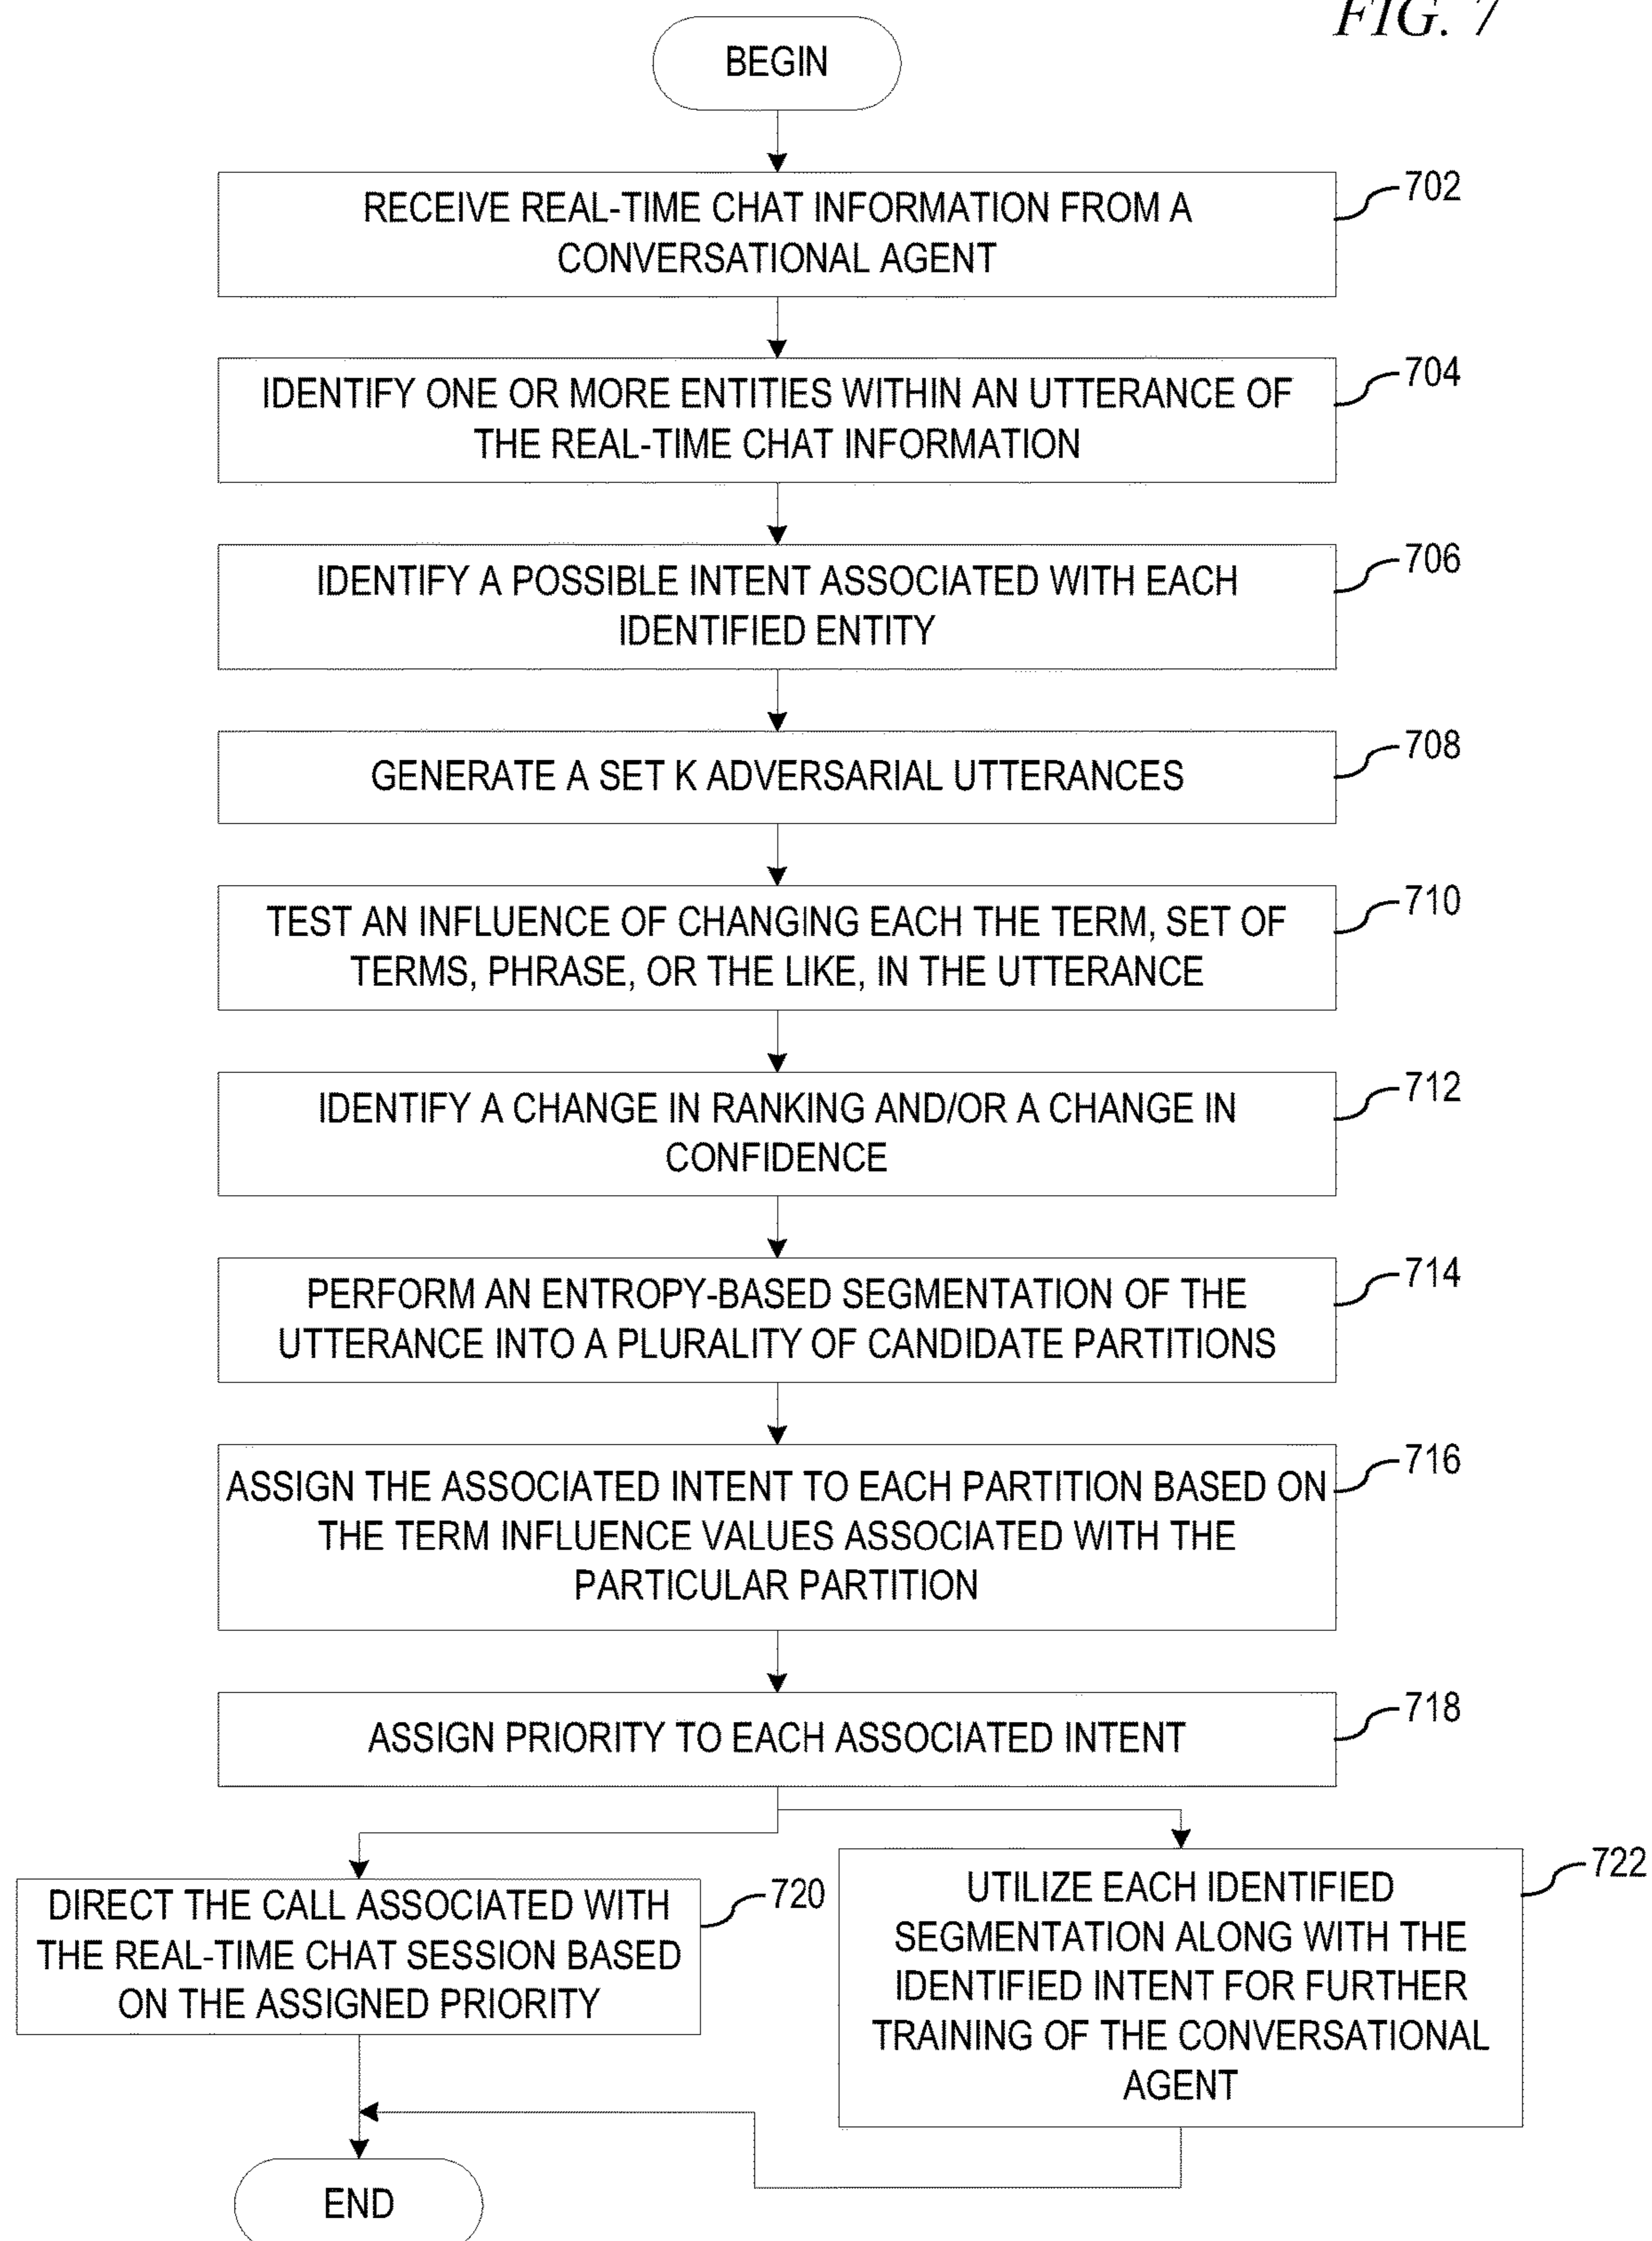 FIG. 7
BEGIN
RECEIVE REAL-TIME CHAT INFORMATION FROM A
CONVERSATIONAL AGENT
702
IDENTIFY ONE OR MORE ENTITIES WITHIN AN UTTERANCE OF
THE REAL-TIME CHAT INFORMATION
704
IDENTIFY A POSSIBLE INTENT ASSOCIATED WITH EACH
IDENTIFIED ENTITY
706
GENERATE A SET K ADVERSARIAL UTTERANCES
708
TEST AN INFLUENCE OF CHANGING EACH THE TERM, SET OF
TERMS, PHRASE, OR THE LIKE, IN THE UTTERANCE
710
IDENTIFY A CHANGE IN RANKING AND/OR A CHANGE IN
CONFIDENCE
712
PERFORM AN ENTROPY-BASED SEGMENTATION OF THE
UTTERANCE INTO A PLURALITY OF CANDIDATE PARTITIONS
714
ASSIGN THE ASSOCIATED INTENT TO EACH PARTITION BASED ON
THE TERM INFLUENCE VALUES ASSOCIATED WITH THE
PARTICULAR PARTITION
716
ASSIGN PRIORITY TO EACH ASSOCIATED INTENT
718
DIRECT THE CALL ASSOCIATED WITH
THE REAL-TIME CHAT SESSION BASED
ON THE ASSIGNED PRIORITY
720
UTILIZE EACH IDENTIFIED
SEGMENTATION ALONG WITH THE
IDENTIFIED INTENT FOR FURTHER
TRAINING OF THE CONVERSATIONAL
AGENT
722
END